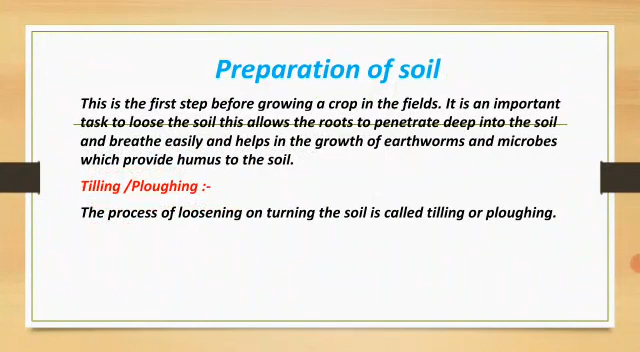 Preparation of soil
This is the first step before growing a crop in the fields. It is an important
task to loose the soil this allows the roots to penetrate deep into the soil
and breathe easily and helps in the growth of earthworms and microbes
which provide humus to the soil.
Tilling /Ploughing :-
The process of loosening on turning the soil is called tilling or ploughing.